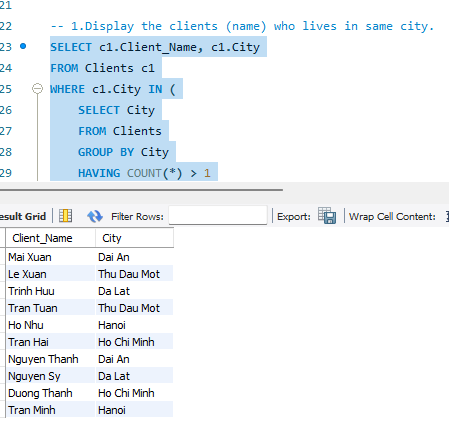 21
22 -- 1.Display the clients (name) who lives in same city.
23 SELECT c1.Client_Name, c1.City
24 FROM Clients c1
25 WHERE c1.City IN (
26 SELECT City
27 FROM Clients
28 GROUP BY City
29 HAVING COUNT(*) > 1
esult Grid Filter Rows: Export: Wrap Cell Content:
Client_Name City
Mai Xuan Dai An
Le Xuan Thu Dau Mot
Trinh Huu Da Lat
Tran Tuan Thu Dau Mot
Ho Nhu Hanoi
Tran Hai Ho Chi Minh
Nguyen Thanh Dai An
Nguyen Sy Da Lat
Duong Thanh Ho Chi Minh
Tran Minh Hanoi